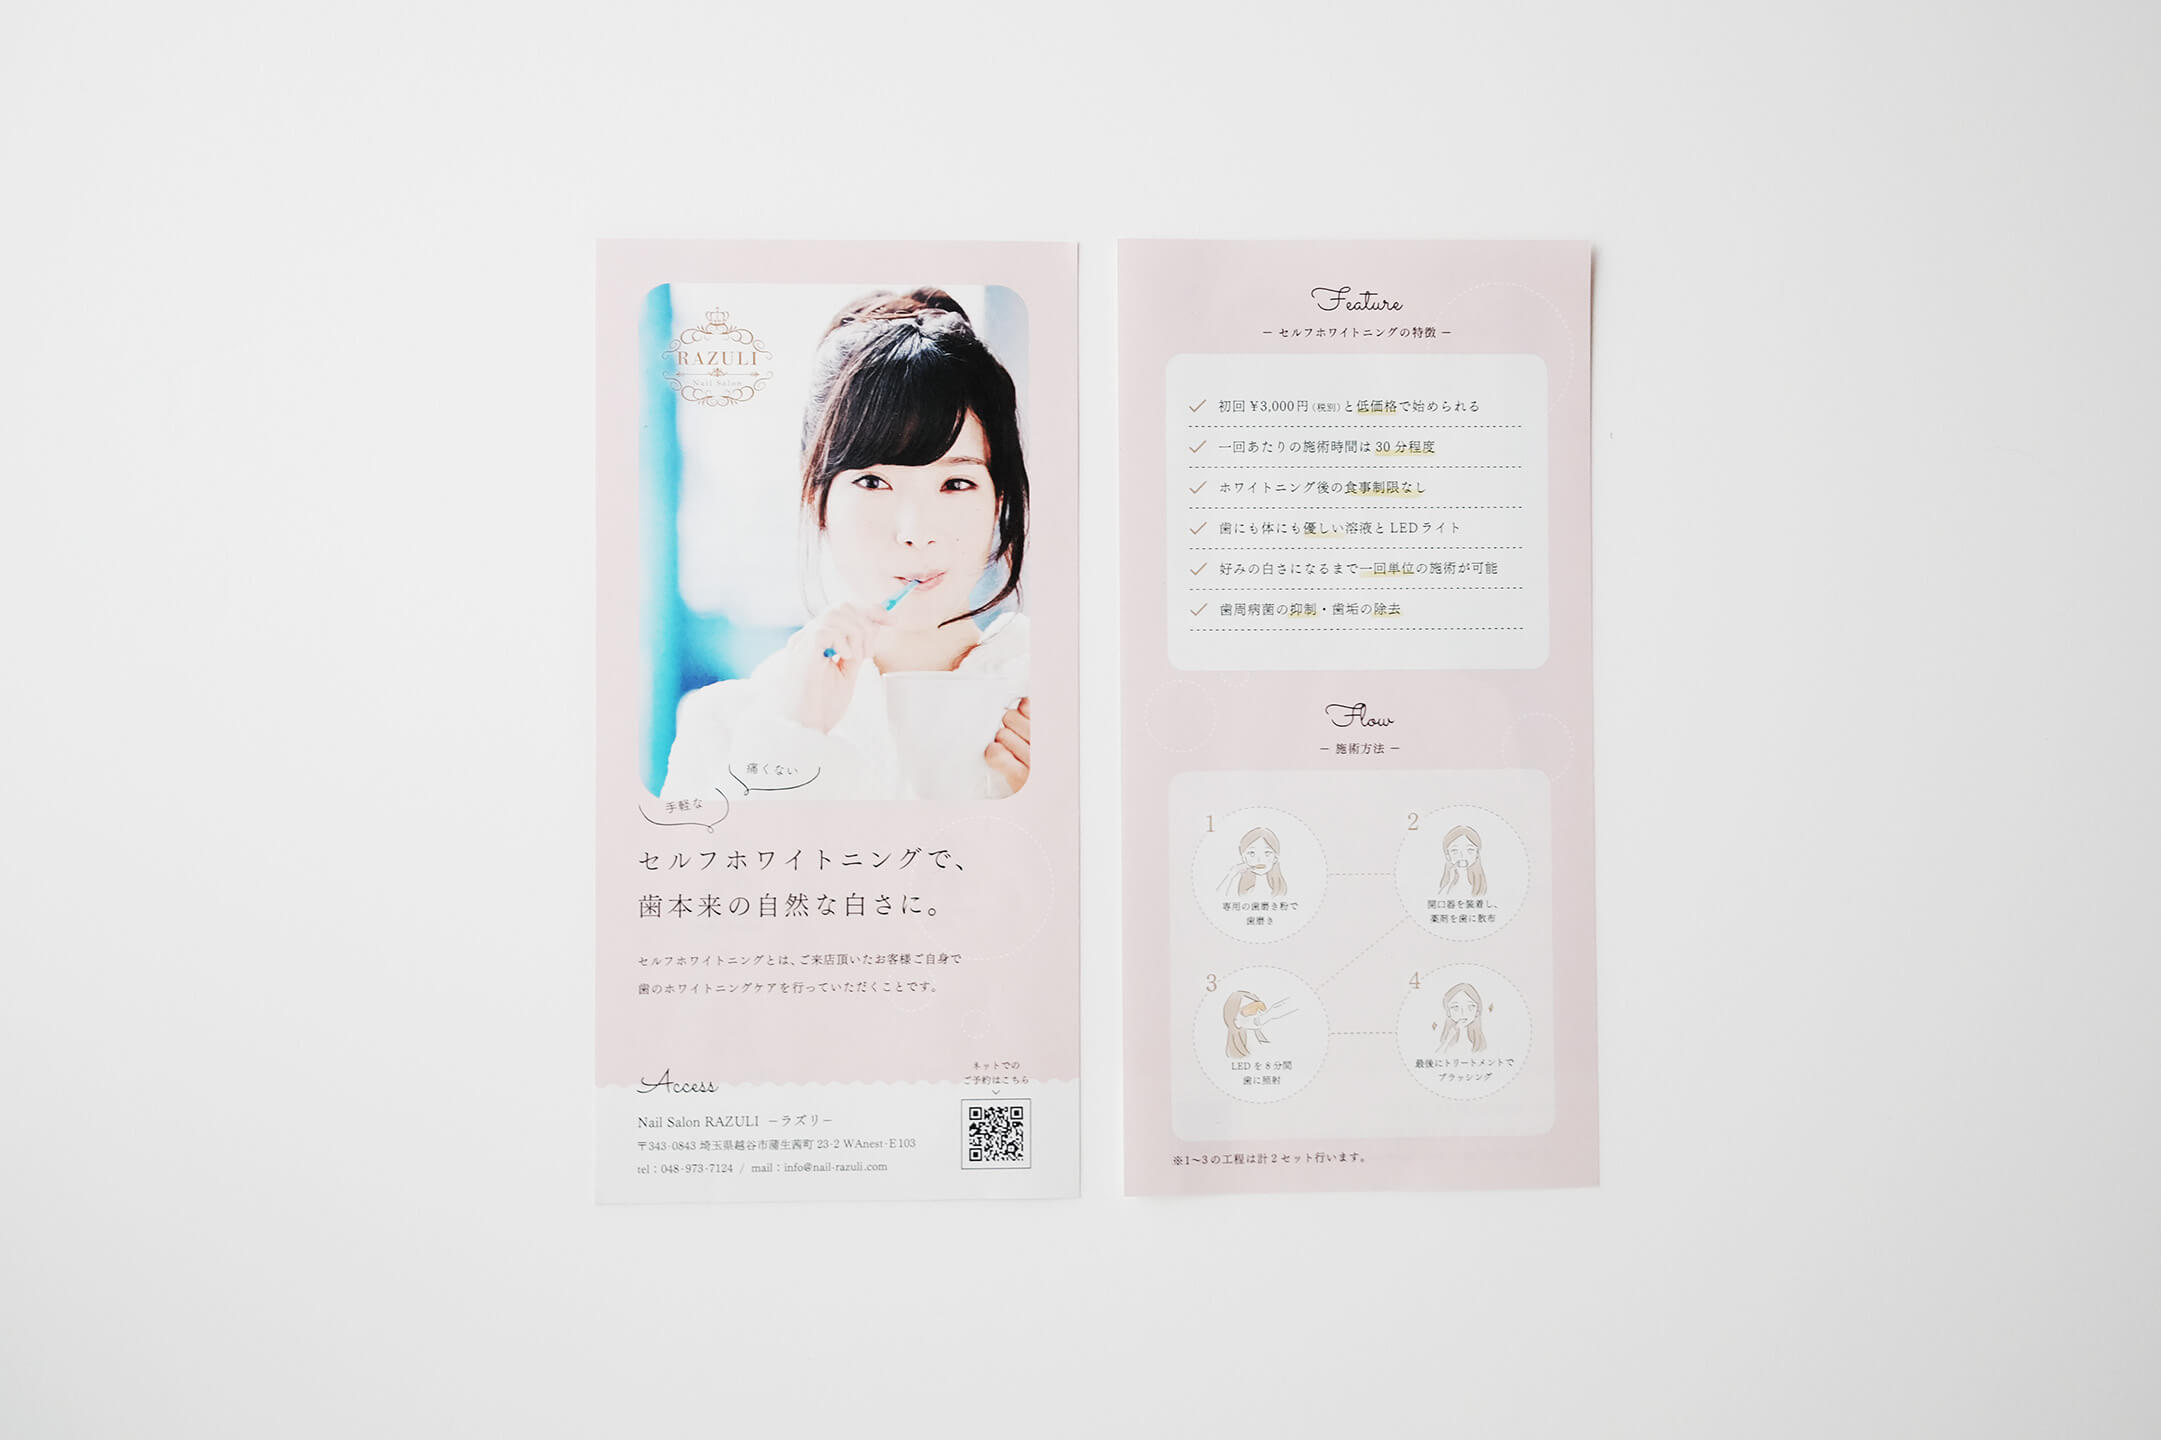 RAZULI
Nail Salon
痛くない
手軽な
セルフホワイトニングで、
歯本来の自然な白さに。
セルフホワイトニングとは、ご来店頂いたお客様ご自身で
歯のホワイトニングケアを行っていただくことです。
Access
ネットでの
ご予約はこちら
Nail Salon RAZULI －ラズリ－
〒343-0843 埼玉県越谷市蒲生茜町 23-2 WAnest-E103
tel：048-973-7124 / mail：info@nail-razuli.com
Feature
－ セルフホワイトニングの特徴 －
初回 ¥3,000円（税別）と低価格で始められる
一回あたりの施術時間は 30 分程度
ホワイトニング後の食事制限なし
歯にも体にも優しい溶液と LED ライト
好みの白さになるまで一回単位の施術が可能
歯周病菌の抑制・歯垢の除去
Flow
－ 施術方法 －
1
専用の歯磨き粉で
歯磨き
2
開口器を装着し、
薬剤を歯に散布
3
LED を 8 分間
歯に照射
4
最後にトリートメントで
ブラッシング
※1～3の工程は計 2 セット行います。